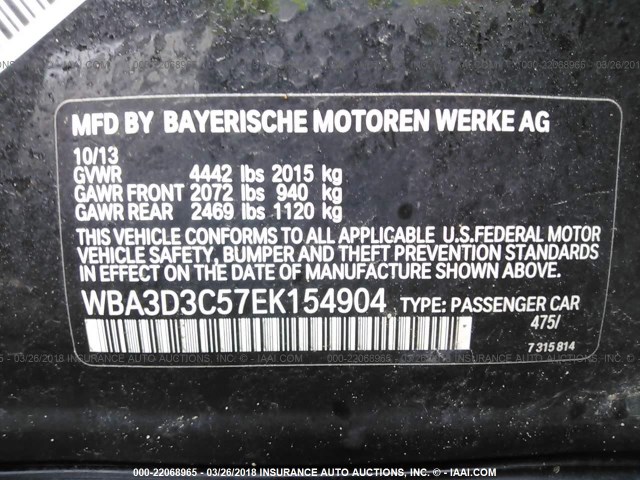 MFD BY BAYERISCHE MOTOREN WERKE AG
10/13
GVWR 4442 lbs 2015 kg
GAWR FRONT 2072 lbs 940 kg
GAWR REAR 2469 lbs 1120 kg
THIS VEHICLE CONFORMS TO ALL APPLICABLE U.S.FEDERAL MOTOR
VEHICLE SAFETY, BUMPER AND THEFT PREVENTION STANDARDS
IN EFFECT ON THE DATE OF MANUFACTURE SHOWN ABOVE.
WBA3D3C57EK154904 TYPE: PASSENGER CAR
475/
7 315 814
000-22068965 - 03/26/2018 INSURANCE AUTO AUCTIONS INC. © - IAAI.COM